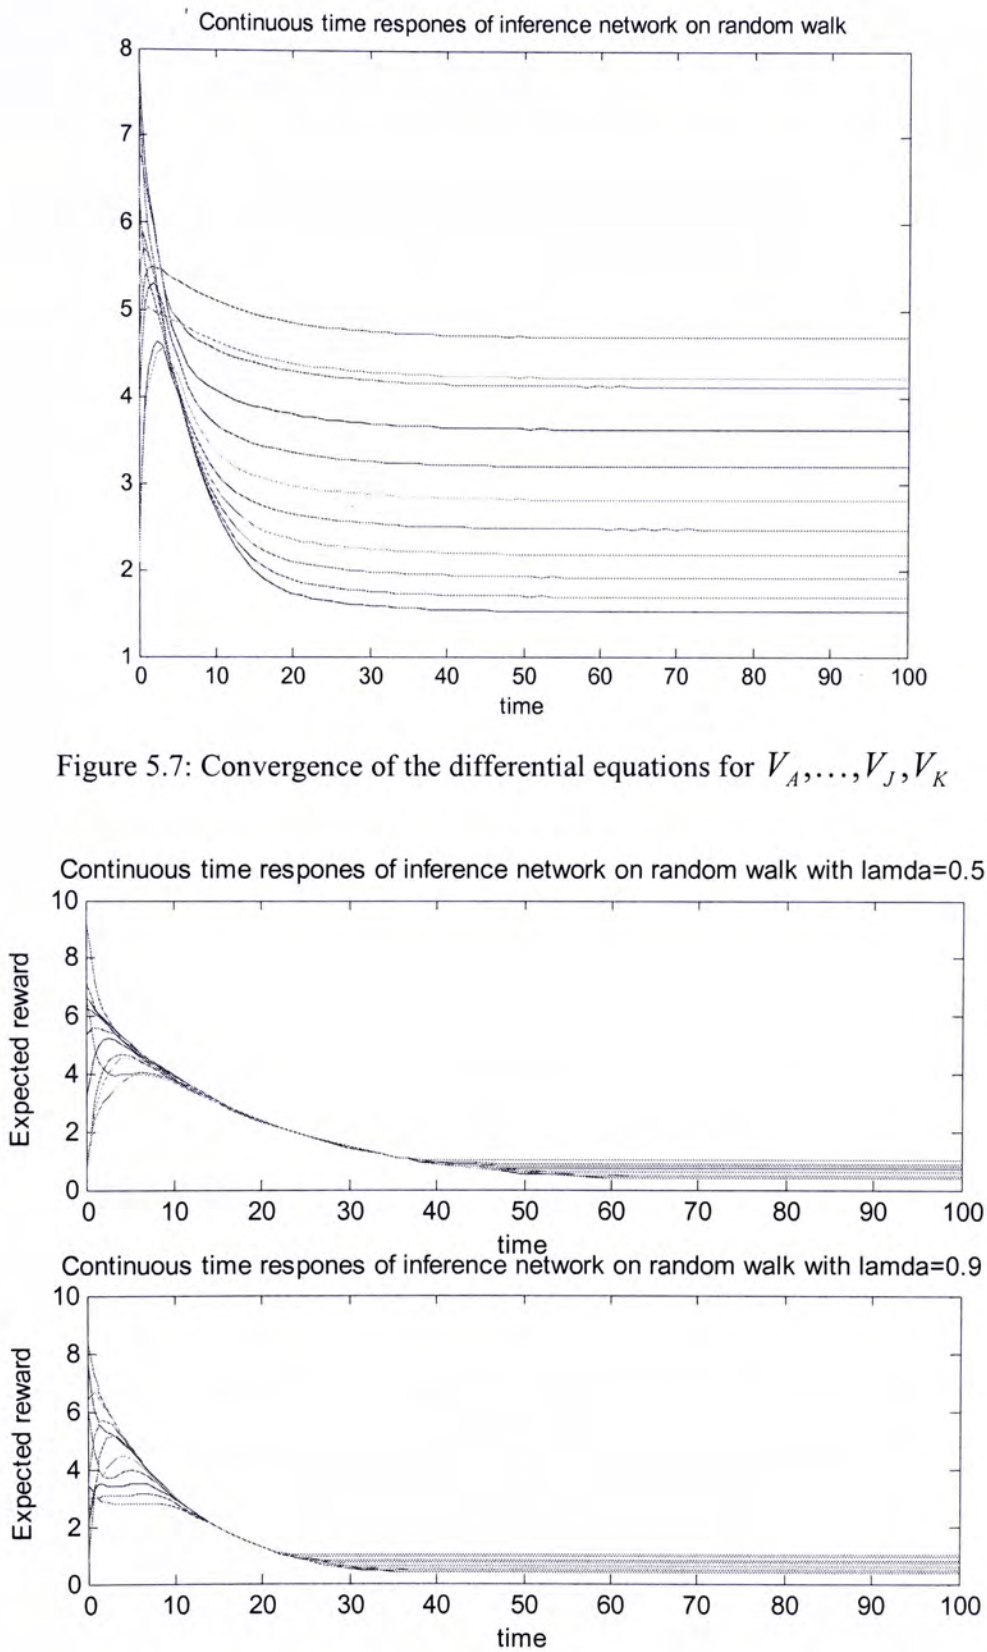 Continuous time respones of inference network on random walk
8
7
6
5
4
3
2
1
0 10 20 30 40 50 60 70 80 90 100
time
Figure 5.7: Convergence of the differential equations for V_A,...,V_J,V_K
Continuous time respones of inference network on random walk with lamda=0.5
Expected reward
10
8
6
4
2
0
0 10 20 30 40 50 60 70 80 90 100
time
Continuous time respones of inference network on random walk with lamda=0.9
Expected reward
10
8
6
4
2
0
0 10 20 30 40 50 60 70 80 90 100
time